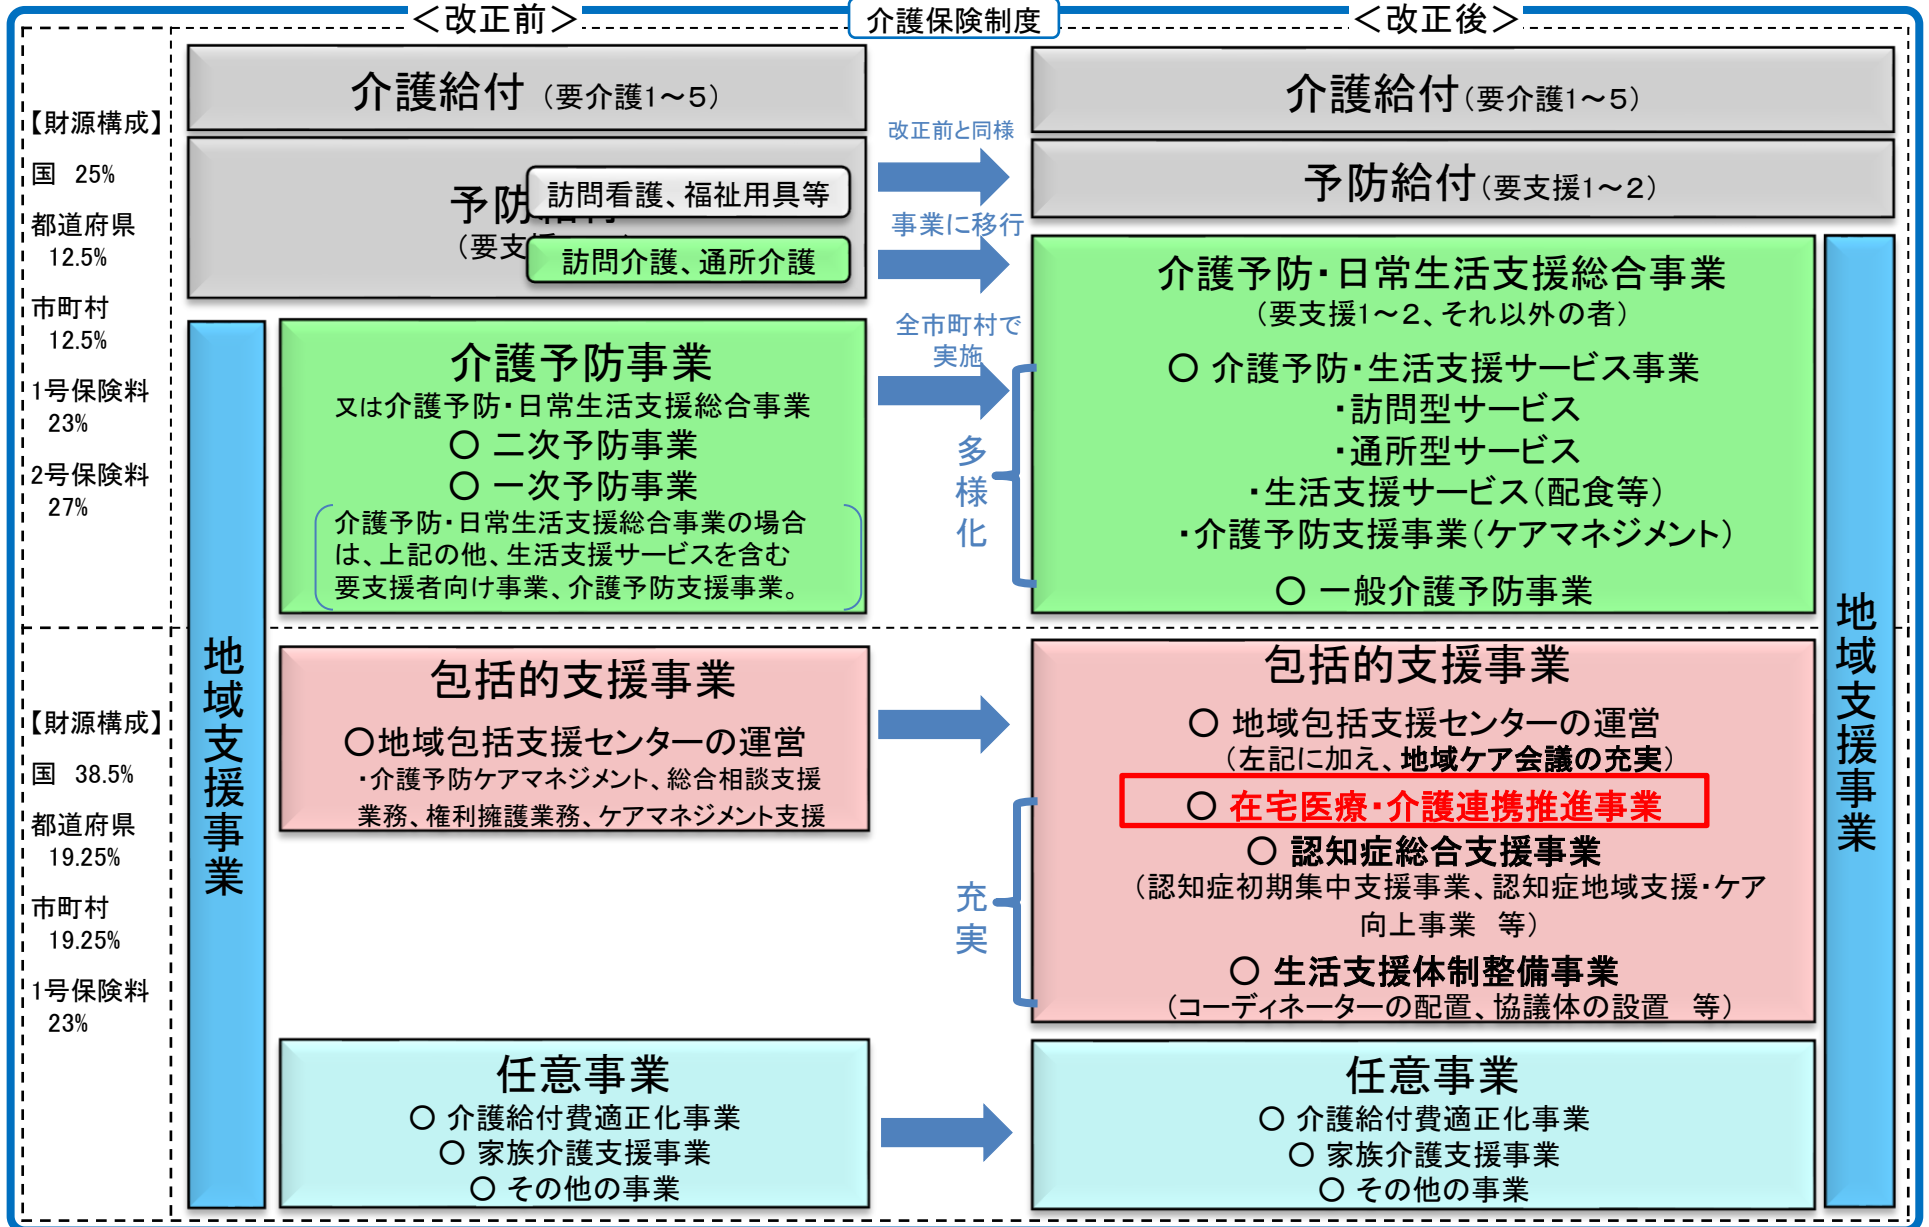 介護保険制度
＜改正前＞
＜改正後＞
【財源構成】
国 25%
都道府県
12.5%
市町村
12.5%
1号保険料
23%
2号保険料
27%
【財源構成】
国 38.5%
都道府県
19.25%
市町村
19.25%
1号保険料
23%
介護給付 （要介護1～5）
予防
（要支
訪問看護、福祉用具等
訪問介護、通所介護
地域支援事業
介護予防事業
又は介護予防・日常生活支援総合事業
○ 二次予防事業
○ 一次予防事業
介護予防・日常生活支援総合事業の場合
は、上記の他、生活支援サービスを含む
要支援者向け事業、介護予防支援事業。
包括的支援事業
○地域包括支援センターの運営
・介護予防ケアマネジメント、総合相談支援
業務、権利擁護業務、ケアマネジメント支援
任意事業
○ 介護給付費適正化事業
○ 家族介護支援事業
○ その他の事業
改正前と同様
事業に移行
全市町村で
実施
多様化
充実
介護給付（要介護1～5）
予防給付（要支援1～2）
介護予防・日常生活支援総合事業
（要支援1～2、それ以外の者）
○ 介護予防・生活支援サービス事業
・訪問型サービス
・通所型サービス
・生活支援サービス（配食等）
・介護予防支援事業（ケアマネジメント）
○ 一般介護予防事業
包括的支援事業
○ 地域包括支援センターの運営
（左記に加え、地域ケア会議の充実）
○ 在宅医療・介護連携推進事業
○ 認知症総合支援事業
（認知症初期集中支援事業、認知症地域支援・ケア
向上事業 等）
○ 生活支援体制整備事業
（コーディネーターの配置、協議体の設置 等）
任意事業
○ 介護給付費適正化事業
○ 家族介護支援事業
○ その他の事業
地域支援事業